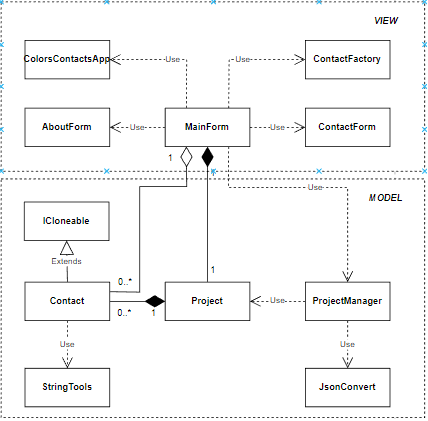 VIEW
ColorsContactsApp
Use
Use
ContactFactory
AboutForm
Use
MainForm
Use
ContactForm
1
1
Use
MODEL
ICloneable
Extends
1
0..*
Contact
0..*
1
Project
Use
ProjectManager
Use
Use
StringTools
JsonConvert